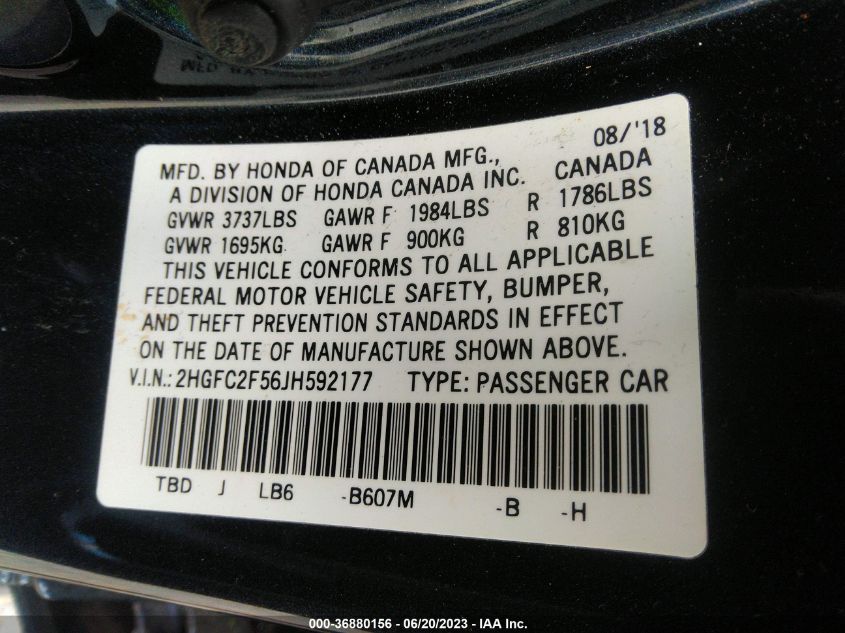 08/'18
MFD. BY HONDA OF CANADA MFG.,
A DIVISION OF HONDA CANADA INC. CANADA
GVWR 3737LBS GAWR F 1984LBS R 1786LBS
GVWR 1695KG GAWR F 900KG R 810KG
THIS VEHICLE CONFORMS TO ALL APPLICABLE
FEDERAL MOTOR VEHICLE SAFETY, BUMPER,
AND THEFT PREVENTION STANDARDS IN EFFECT
ON THE DATE OF MANUFACTURE SHOWN ABOVE.
V.I.N.: 2HGFC2F56JH592177 TYPE: PASSENGER CAR
TBD J LB6 -B607M -B -H
000-36880156 - 06/20/2023 - IAA Inc.